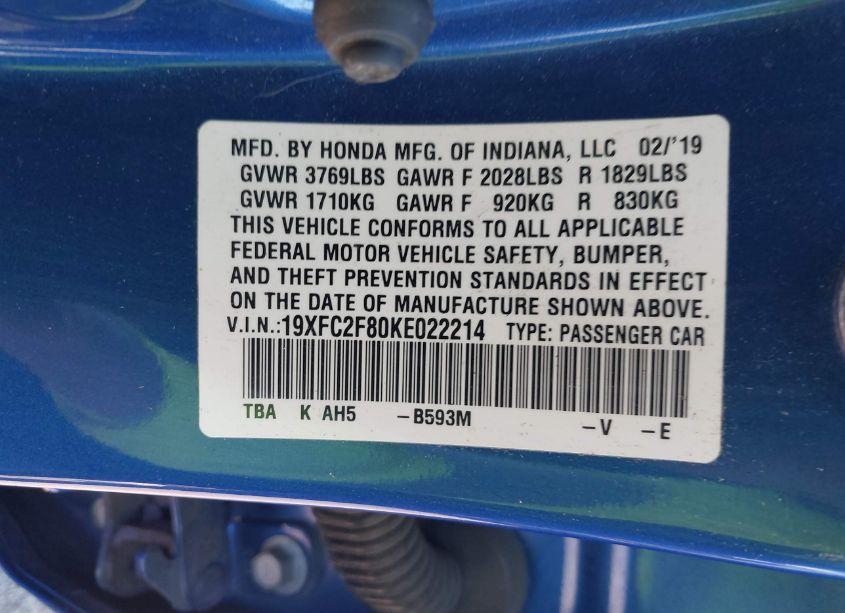 MFD. BY HONDA MFG. OF INDIANA, LLC 02/'19
GVWR 3769LBS GAWR F 2028LBS R 1829LBS
GVWR 1710KG GAWR F 920KG R 830KG
THIS VEHICLE CONFORMS TO ALL APPLICABLE
FEDERAL MOTOR VEHICLE SAFETY, BUMPER,
AND THEFT PREVENTION STANDARDS IN EFFECT
ON THE DATE OF MANUFACTURE SHOWN ABOVE.
V.I.N.:19XFC2F80KE022214 TYPE: PASSENGER CAR
TBA K AH5 -B593M -V -E